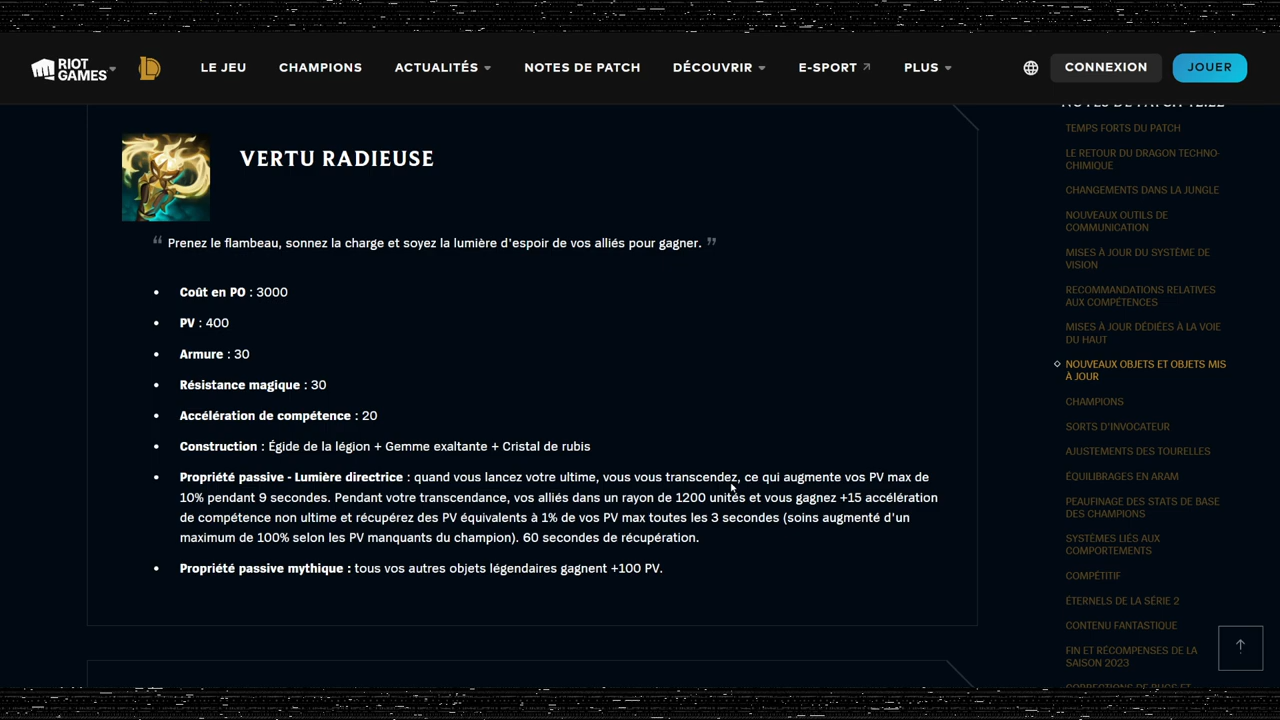 RIOT GAMES
LE JEU
CHAMPIONS
ACTUALITÉS
NOTES DE PATCH
DÉCOUVRIR
E-SPORT
PLUS
CONNEXION
JOUER
VERTU RADIEUSE
“ Prenez le flambeau, sonnez la charge et soyez la lumière d'espoir de vos alliés pour gagner. ”
• Coût en PO : 3000
• PV : 400
• Armure : 30
• Résistance magique : 30
• Accélération de compétence : 20
• Construction : Égide de la légion + Gemme exaltante + Cristal de rubis
• Propriété passive - Lumière directrice : quand vous lancez votre ultime, vous vous transcendez, ce qui augmente vos PV max de
10% pendant 9 secondes. Pendant votre transcendance, vos alliés dans un rayon de 1200 unités et vous gagnez +15 accélération
de compétence non ultime et récupérez des PV équivalents à 1% de vos PV max toutes les 3 secondes (soins augmenté d'un
maximum de 100% selon les PV manquants du champion). 60 secondes de récupération.
• Propriété passive mythique : tous vos autres objets légendaires gagnent +100 PV.
NOTES DE PATCH 12.22
TEMPS FORTS DU PATCH
LE RETOUR DU DRAGON TECHNO-
CHIMIQUE
CHANGEMENTS DANS LA JUNGLE
NOUVEAUX OUTILS DE
COMMUNICATION
MISES À JOUR DU SYSTÈME DE
VISION
RECOMMANDATIONS RELATIVES
AUX COMPÉTENCES
MISES À JOUR DÉDIÉES À LA VOIE
DU HAUT
NOUVEAUX OBJETS ET OBJETS MIS
À JOUR
CHAMPIONS
SORTS D'INVOCATEUR
AJUSTEMENTS DES TOURELLES
ÉQUILIBRAGES EN ARAM
PEAUFINAGE DES STATS DE BASE
DES CHAMPIONS
SYSTÈMES LIÉS AUX
COMPORTEMENTS
COMPÉTITIF
ÉTERNELS DE LA SÉRIE 2
CONTENU FANTASTIQUE
FIN ET RÉCOMPENSES DE LA
SAISON 2023
CORRECTIONS DE BUGS ET